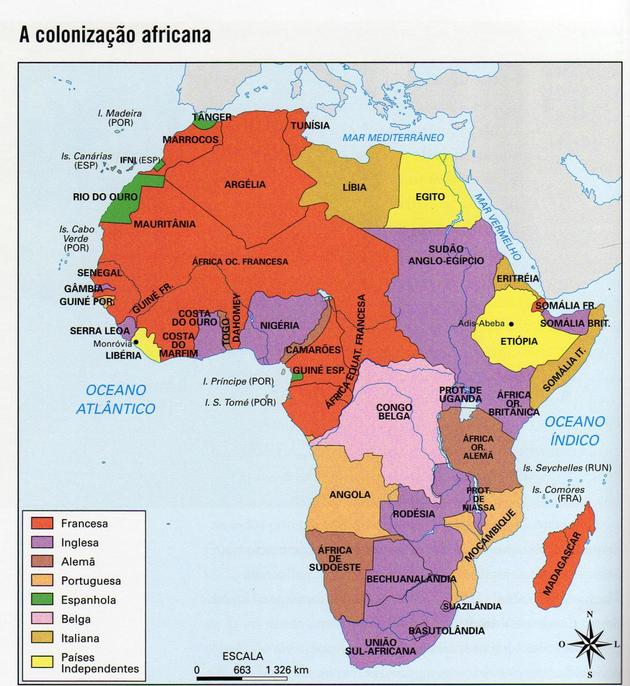 A colonização africana
I. Madeira
(POR)
TÂNGER
TUNÍSIA
MARROCOS
MAR MEDITERRÂNEO
Is. Canárias
(ESP)
IFNI (ESP)
ARGÉLIA
LÍBIA
EGITO
RIO DO OURO
MAR VERMELHO
MAURITÂNIA
Is. Cabo
Verde
(POR)
SUDÃO
ANGLO-EGÍPCIO
ÁFRICA OC. FRANCESA
SENEGAL
ERITRÉIA
GÂMBIA
GUINÉ POR.
GUINÉ FR.
SOMÁLIA FR.
COSTA
DO OURO
TOGO
DAHOMEY
NIGÉRIA
Adis-Abeba
SOMÁLIA BRIT.
SERRA LEOA
Monróvia
LIBÉRIA
COSTA
DO
MARFIM
CAMARÕES
ÁFRICA EQUAT. FRANCESA
ETIÓPIA
SOMÁLIA IT.
GUINÉ ESP.
I. Príncipe (POR)
OCEANO
ATLÂNTICO
I. S. Tomé (POR)
CONGO
BELGA
PROT. DE
UGANDA
ÁFRICA
OR.
BRITÂNICA
OCEANO
ÍNDICO
ÁFRICA
OR.
ALEMÃ
Is. Seychelles (RUN)
Is. Comores
(FRA)
ANGOLA
PROT.
DE
NIASSA
RODÉSIA
MOÇAMBIQUE
MADAGASCAR
ÁFRICA
DE
SUDOESTE
BECHUANALÂNDIA
SUAZILÂNDIA
BASUTOLÂNDIA
UNIÃO
SUL-AFRICANA
Francesa
Inglesa
Alemã
Portuguesa
Espanhola
Belga
Italiana
Países
Independentes
ESCALA
0 663 1 326 km
N
O L
S